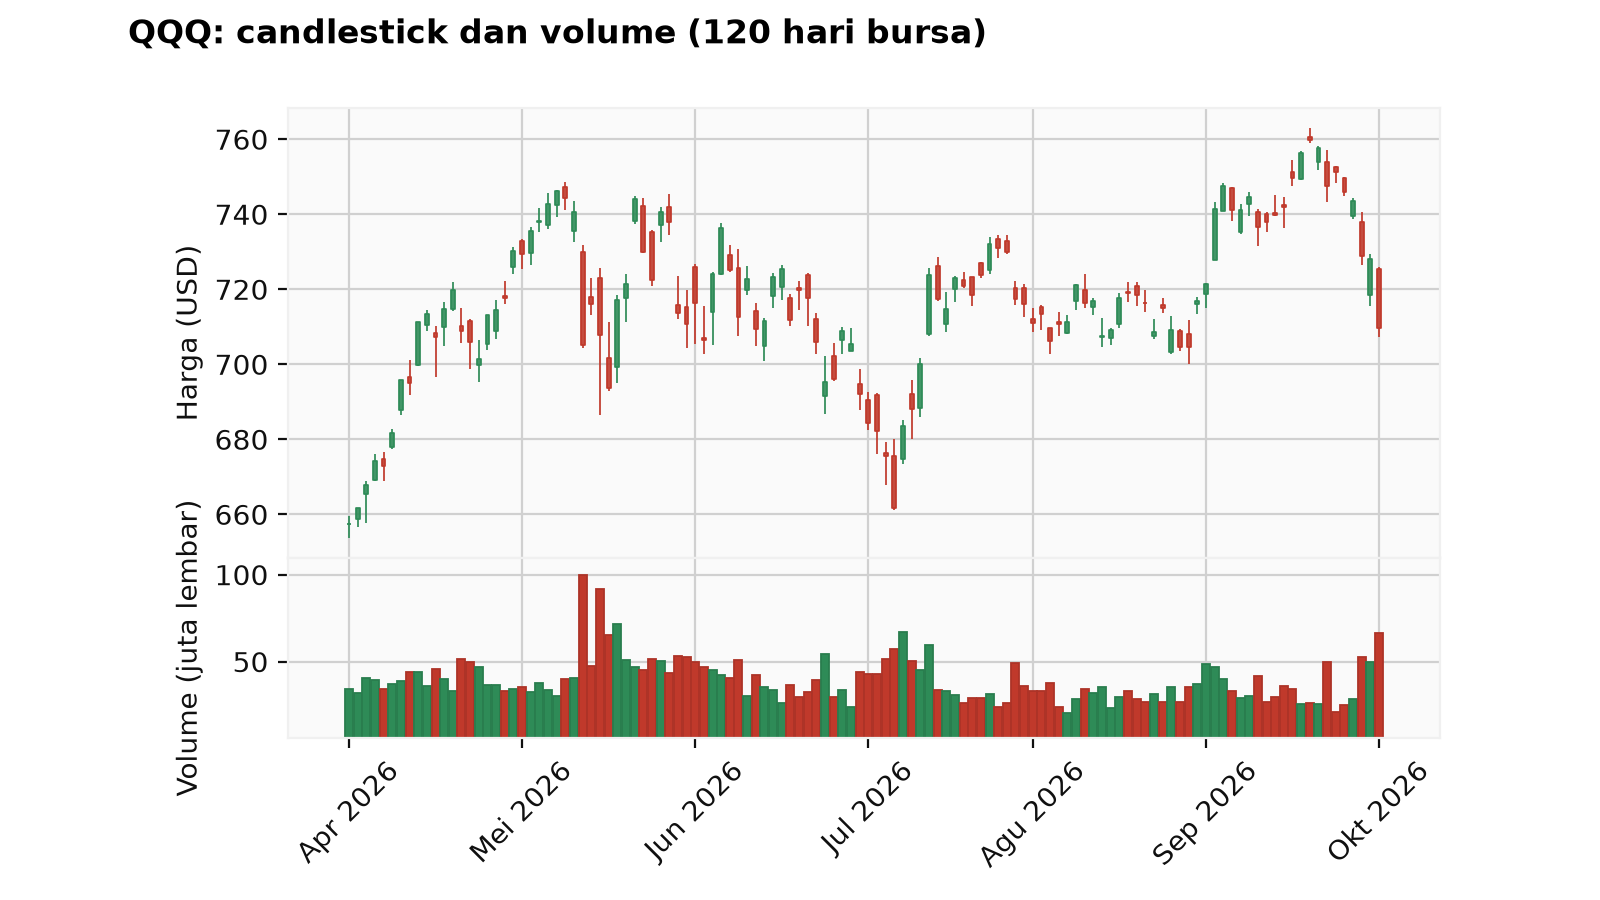 QQQ: candlestick dan volume (120 hari bursa)
Harga (USD)
760
740
720
700
680
660
Volume (juta lembar)
100
50
Apr 2026
Mei 2026
Jun 2026
Jul 2026
Agu 2026
Sep 2026
Okt 2026